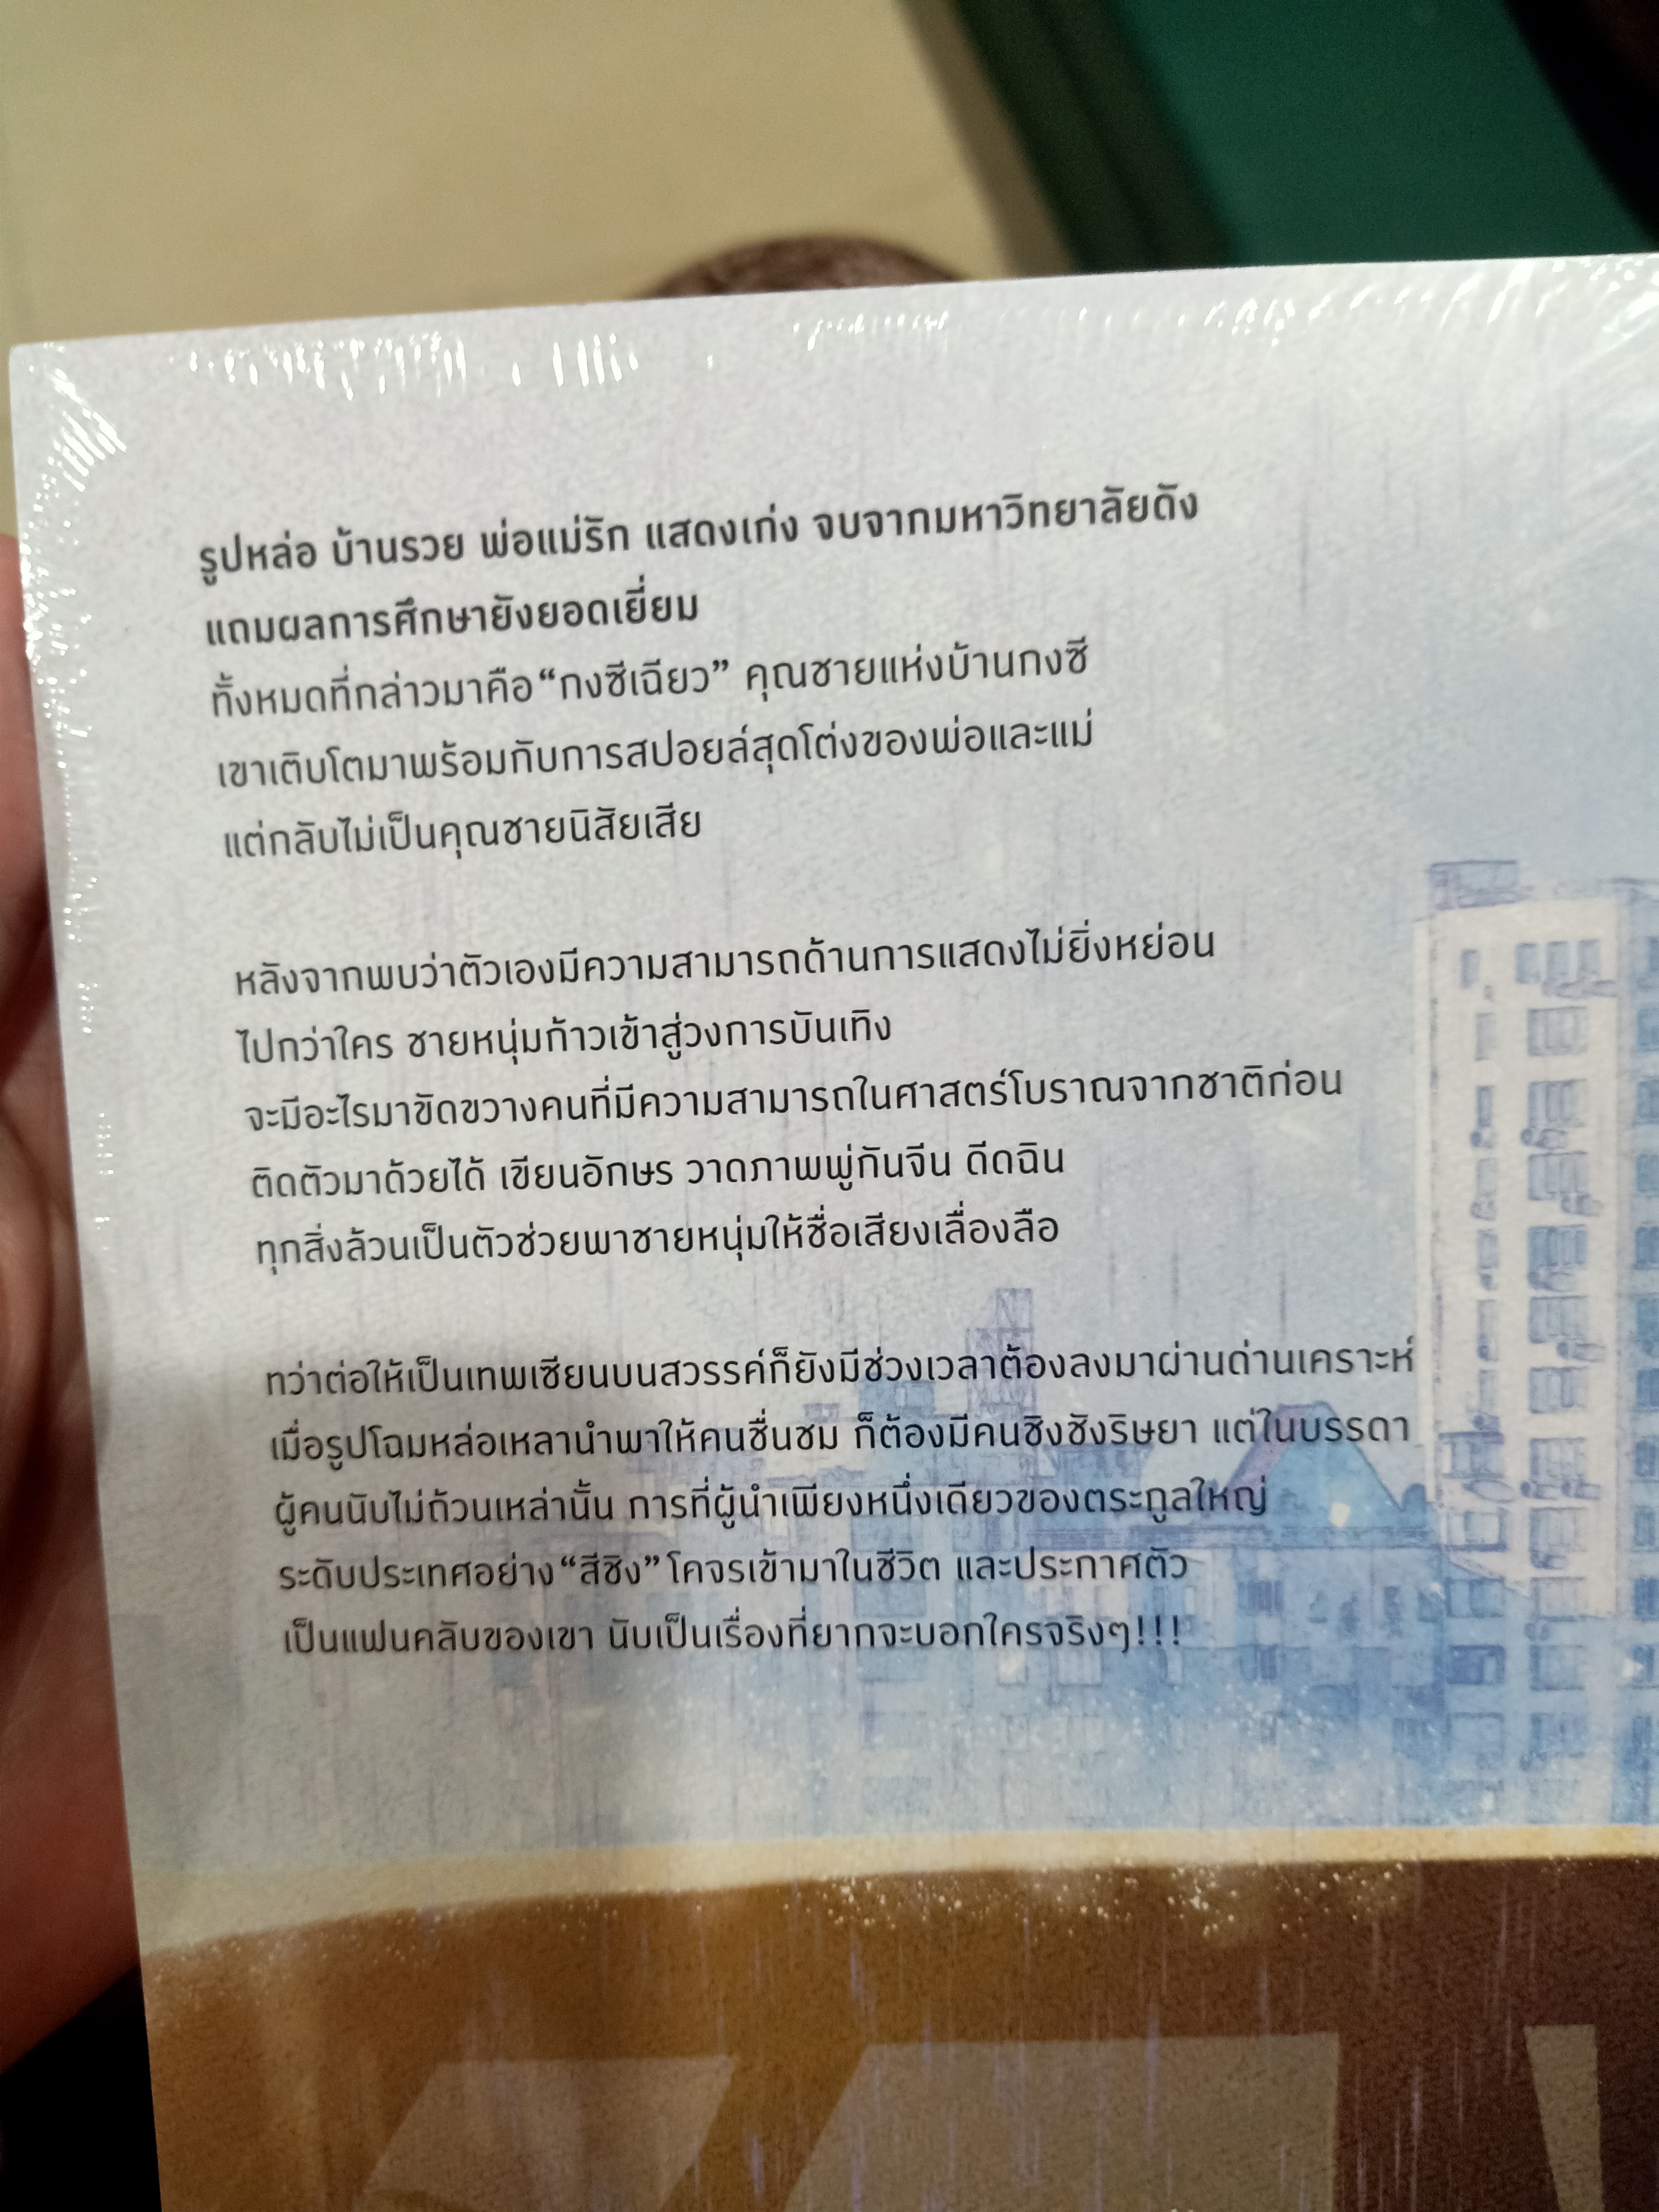 รูปหล่อ บ้านรวย พ่อแม่รัก แสดงเก่ง จบจากมหาวิทยาลัยดัง
แถมผลการศึกษายังยอดเยี่ยม
ทั้งหมดที่กล่าวมาคือ “กงซีเฉียว” คุณชายแห่งบ้านกงซี
เขาเติบโตมาพร้อมกับการสปอยล์สุดโต่งของพ่อและแม่
แต่กลับไม่เป็นคุณชายนิสัยเสีย
หลังจากพบว่าตัวเองมีความสามารถด้านการแสดงไม่ยิ่งหย่อน
ไปกว่าใคร ชายหนุ่มก้าวเข้าสู่วงการบันเทิง
จะมีอะไรมาขัดขวางคนที่มีความสามารถในศาสตร์โบราณจากชาติก่อน
ติดตัวมาด้วยได้ เขียนอักษร วาดภาพพู่กันจีน ดีดฉิน
ทุกสิ่งล้วนเป็นตัวช่วยพาชายหนุ่มให้ชื่อเสียงเลื่องลือ
ทว่าต่อให้เป็นเทพเซียนบนสวรรค์ก็ยังมีช่วงเวลาต้องลงมาผ่านด่านเคราะห์
เมื่อรูปโฉมหล่อเหลานำพาให้คนชื่นชม ก็ต้องมีคนชิงชังริษยา แต่ในบรรดา
ผู้คนนับไม่ถ้วนเหล่านั้น การที่ผู้นำเพียงหนึ่งเดียวของตระกูลใหญ่
ระดับประเทศอย่าง “สีชิง” โคจรเข้ามาในชีวิต และประกาศตัว
เป็นแฟนคลับของเขา นับเป็นเรื่องที่ยากจะบอกใครจริงๆ!!!